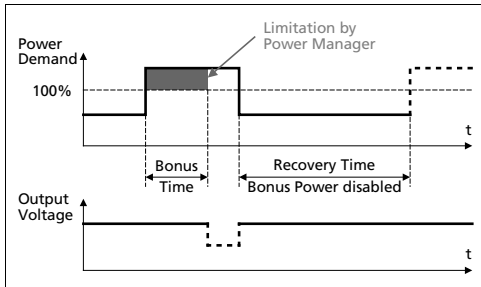 Limitation by
Power Manager
Power
Demand
100%
t
Bonus
Time
Recovery Time
Bonus Power disabled
Output
Voltage
t